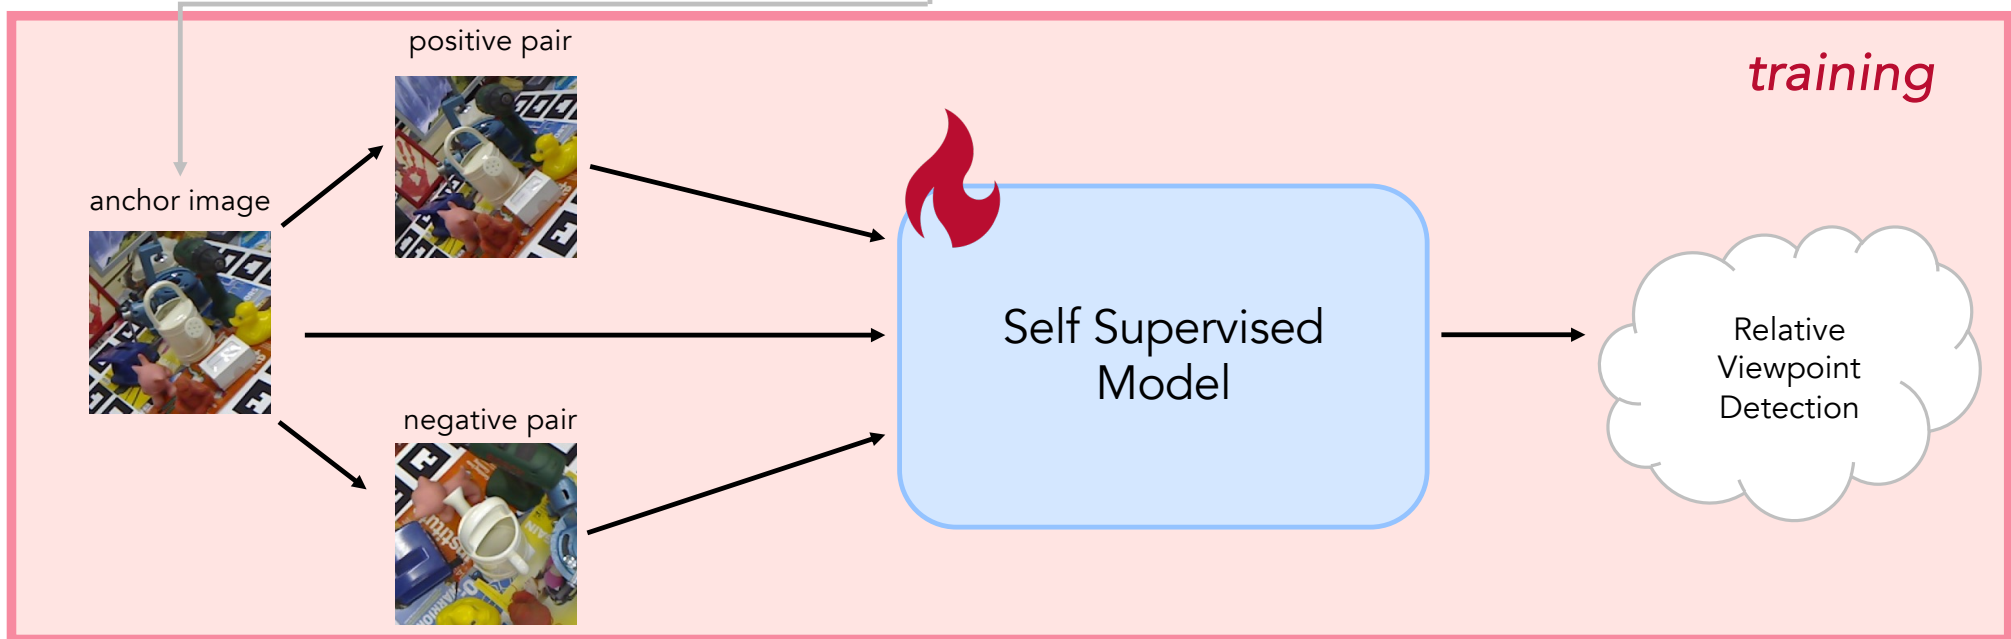 positive pair
training
anchor image
negative pair
Self Supervised
Model
Relative
Viewpoint
Detection